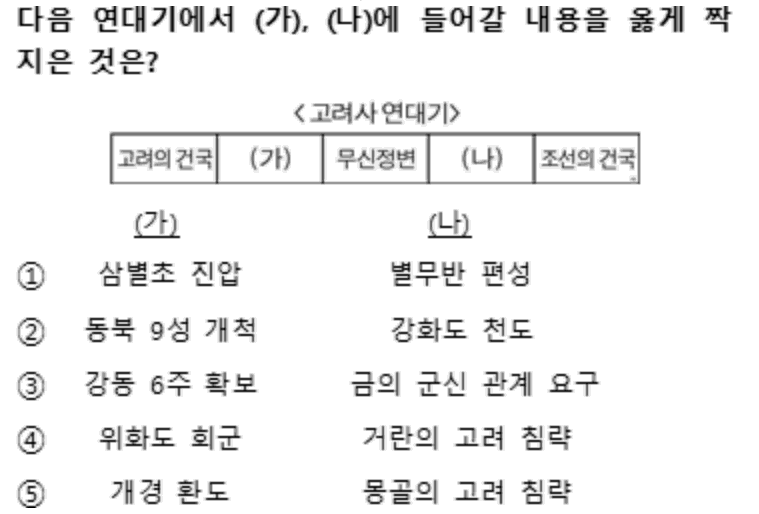 다음 연대기에서 (가), (나)에 들어갈 내용을 옳게 짝
지은 것은?
< 고려사 연대기>
고려의 건국 (가) 무신정변 (나) 조선의 건국
(가) (나)
① 삼별초 진압 별무반 편성
② 동북 9성 개척 강화도 천도
③ 강동 6주 확보 금의 군신 관계 요구
④ 위화도 회군 거란의 고려 침략
⑤ 개경 환도 몽골의 고려 침략